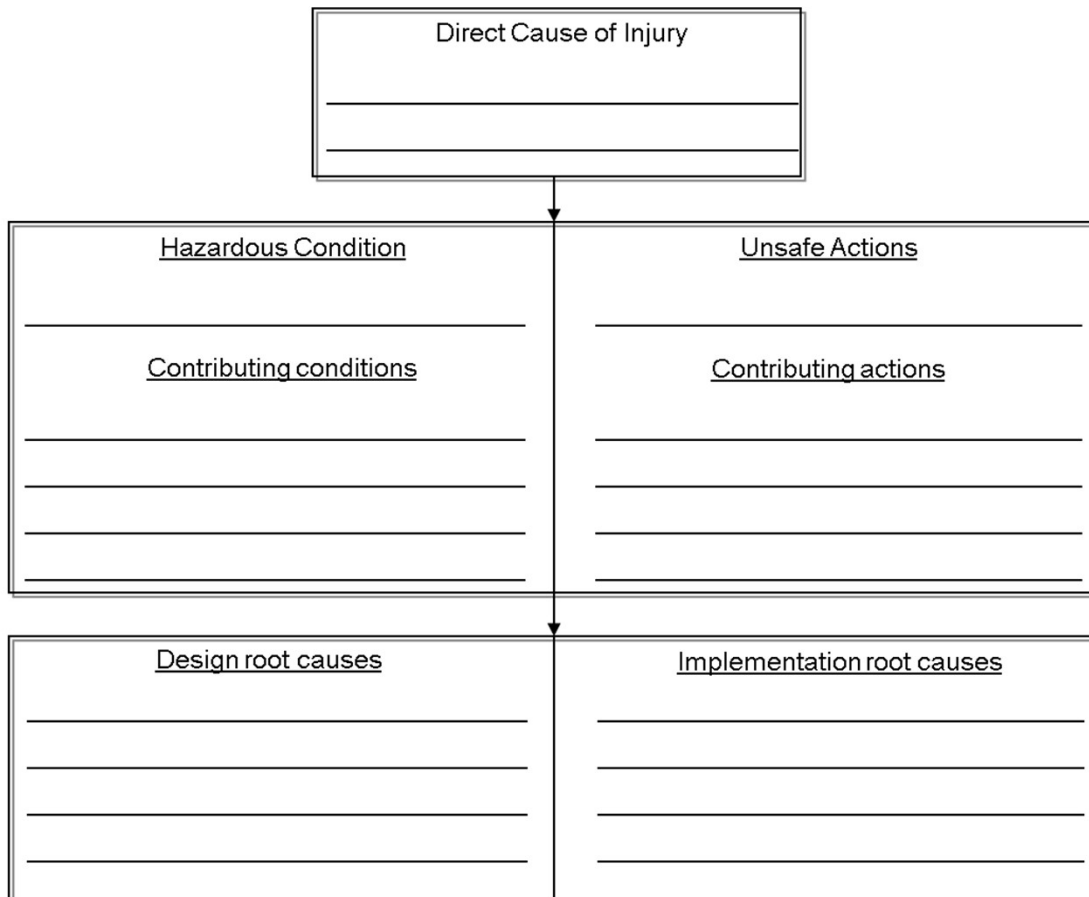 Direct Cause of Injury
Hazardous Condition
Unsafe Actions
Contributing conditions
Contributing actions
Design root causes
Implementation root causes